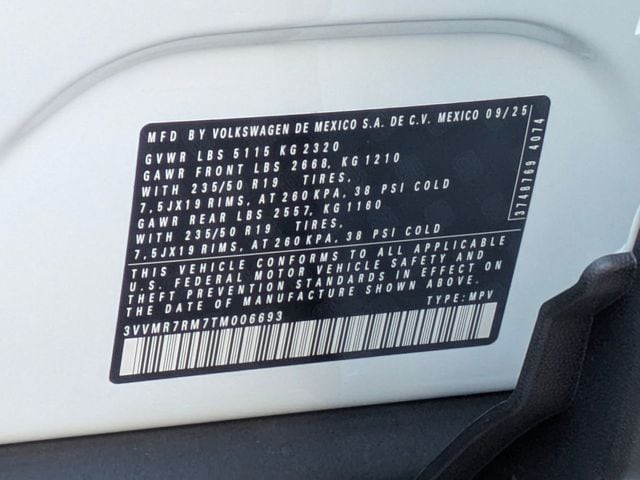 MFD BY VOLKSWAGEN DE MEXICO S.A. DE C.V. MEXICO 09/25
GVWR LBS 5115 KG 2320
GAWR FRONT LBS 2668, KG 1210
WITH 235/50 R19 TIRES.
7,5JX19 RIMS, AT 260 KPA, 38 PSI COLD
GAWR REAR LBS 2557, KG 1160
WITH 235/50 R19 TIRES.
7,5JX19 RIMS, AT 260 KPA, 38 PSI COLD
THIS VEHICLE CONFORMS TO ALL APPLICABLE
U.S. FEDERAL MOTOR VEHICLE SAFETY AND
THEFT PREVENTION STANDARDS IN EFFECT ON
THE DATE OF MANUFACTURE SHOWN ABOVE.
3VVMR7RM7TM006693 TYPE: MPV
3748769 4074